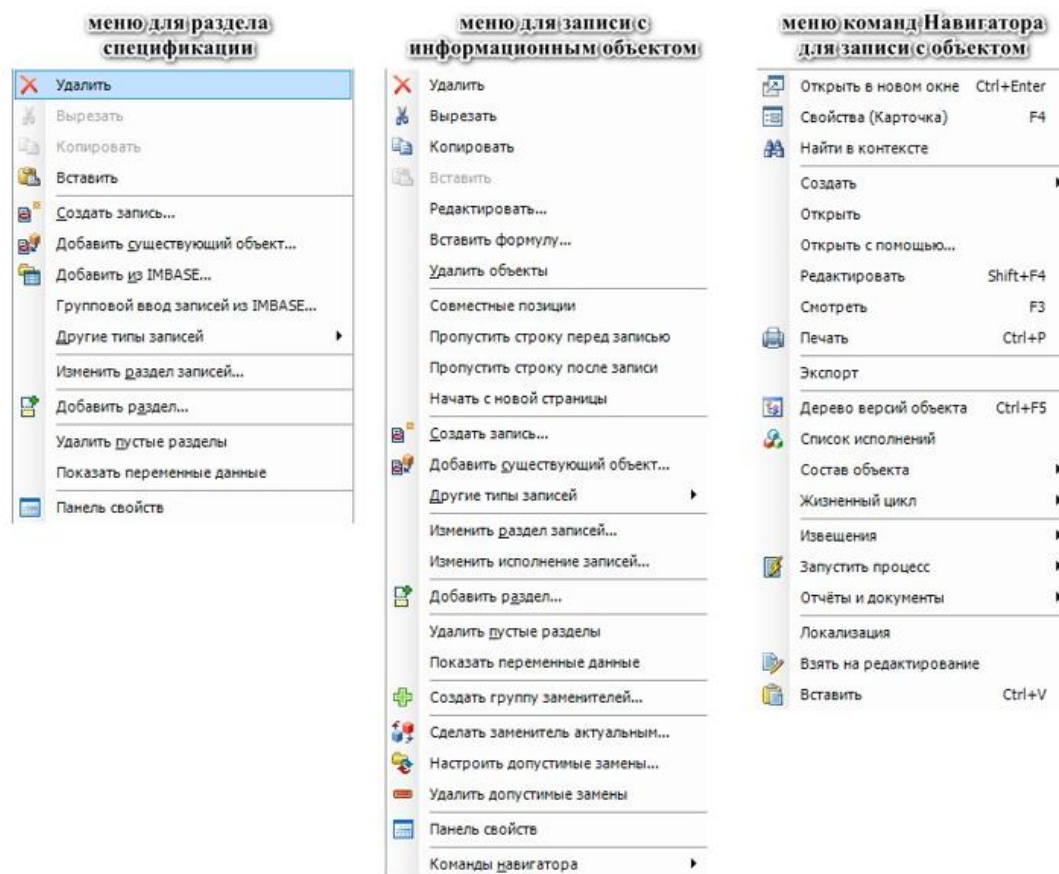 меню для раздела
спецификации
Удалить
Вырезать
Копировать
Вставить
Создать запись...
Добавить существующий объект...
Добавить из IMBASE...
Групповой ввод записей из IMBASE...
Другие типы записей
Изменить раздел записей...
Добавить раздел...
Удалить пустые разделы
Показать переменные данные
Панель свойств
меню для записи с
информационным объектом
Удалить
Вырезать
Копировать
Вставить
Редактировать...
Вставить формулу...
Удалить объекты
Совместные позиции
Пропустить строку перед записью
Пропустить строку после записи
Начать с новой страницы
Создать запись...
Добавить существующий объект...
Другие типы записей
Изменить раздел записей...
Изменить исполнение записей...
Добавить раздел...
Удалить пустые разделы
Показать переменные данные
Создать группу заменителей...
Сделать заменитель актуальным...
Настроить допустимые замены...
Удалить допустимые замены
Панель свойств
Команды навигатора
меню команд Навигатора
для записи с объектом
Открыть в новом окне Ctrl+Enter
Свойства (Карточка) F4
Найти в контексте
Создать
Открыть
Открыть с помощью...
Редактировать Shift+F4
Смотреть F3
Печать Ctrl+P
Экспорт
Дерево версий объекта Ctrl+F5
Список исполнений
Состав объекта
Жизненный цикл
Извещения
Запустить процесс
Отчёты и документы
Локализация
Взять на редактирование
Вставить Ctrl+V